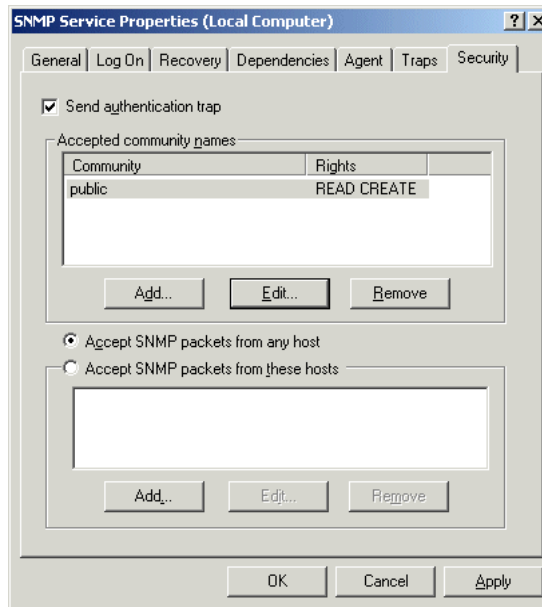 SNMP Service Properties (Local Computer)
General Log On Recovery Dependencies Agent Traps Security
Send authentication trap
Accepted community names
Community Rights
public READ CREATE
Add... Edit... Remove
Accept SNMP packets from any host
Accept SNMP packets from these hosts
Add... Edit... Remove
OK Cancel Apply